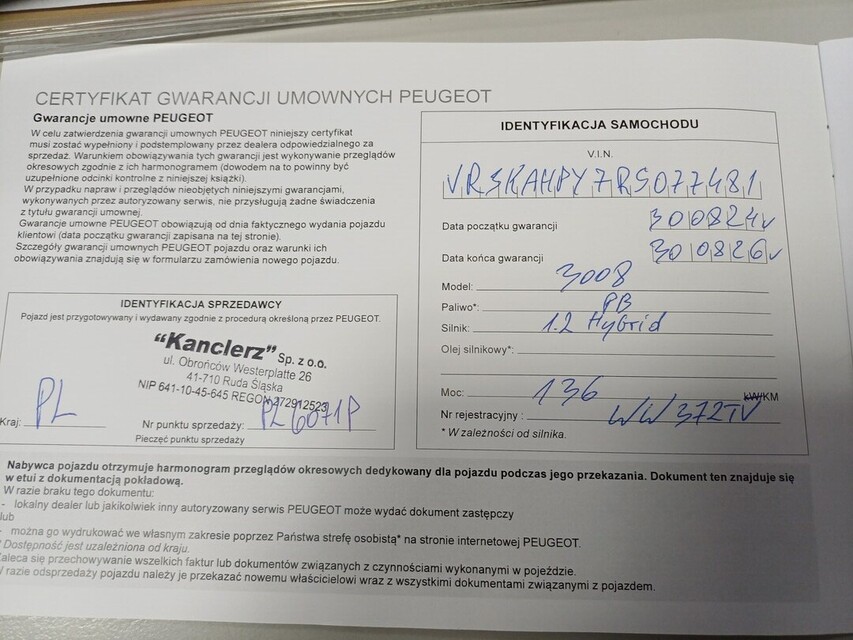 CERTYFIKAT GWARANCJI UMOWNYCH PEUGEOT
Gwarancje umowne PEUGEOT
W celu zatwierdzenia gwarancji umownych PEUGEOT niniejszy certyfikat
musi zostać wypełniony i podstemplowany przez dealera odpowiedzialnego za
sprzedaż. Warunkiem obowiązywania tych gwarancji jest wykonywanie przeglądów
okresowych zgodnie z ich harmonogramem (dowodem na to powinny być
uzupełnione odcinki kontrolne z niniejszej książki).
W przypadku napraw i przeglądów nieobjętych niniejszymi gwarancjami,
wykonywanych przez autoryzowany serwis, nie przysługują żadne świadczenia
z tytułu gwarancji umownej.
Gwarancje umowne PEUGEOT obowiązują od dnia faktycznego wydania pojazdu
klientowi (data początku gwarancji zapisana na tej stronie).
Szczegóły gwarancji umownych PEUGEOT pojazdu oraz warunki ich
obowiązywania znajdują się w formularzu zamówienia nowego pojazdu.
IDENTYFIKACJA SPRZEDAWCY
Pojazd jest przygotowywany i wydawany zgodnie z procedurą określoną przez PEUGEOT.
"Kanclerz" Sp. z o.o.
ul. Obrońców Westerplatte 26
41-710 Ruda Śląska
NIP 641-10-45-645 REGON 272912523
Kraj: PL
Nr punktu sprzedaży: PL6071P
Pieczęć punktu sprzedaży
IDENTYFIKACJA SAMOCHODU
V.I.N.
VR3KAHPY7RS077481
Data początku gwarancji 300824
Data końca gwarancji 300826
Model: 3008
Paliwo*: PB
Silnik: 1.2 Hybrid
Olej silnikowy*:
Moc: 136 kW/KM
Nr rejestracyjny : WW372TV
* W zależności od silnika.
Nabywca pojazdu otrzymuje harmonogram przeglądów okresowych dedykowany dla pojazdu podczas jego przekazania. Dokument ten znajduje się
w etui z dokumentacją pokładową.
W razie braku tego dokumentu:
- lokalny dealer lub jakikolwiek inny autoryzowany serwis PEUGEOT może wydać dokument zastępczy
lub
- można go wydrukować we własnym zakresie poprzez Państwa strefę osobistą* na stronie internetowej PEUGEOT.
* Dostępność jest uzależniona od kraju.
Zaleca się przechowywanie wszelkich faktur lub dokumentów związanych z czynnościami wykonanymi w pojeździe.
W razie odsprzedaży pojazdu należy je przekazać nowemu właścicielowi wraz z wszystkimi dokumentami związanymi z pojazdem.